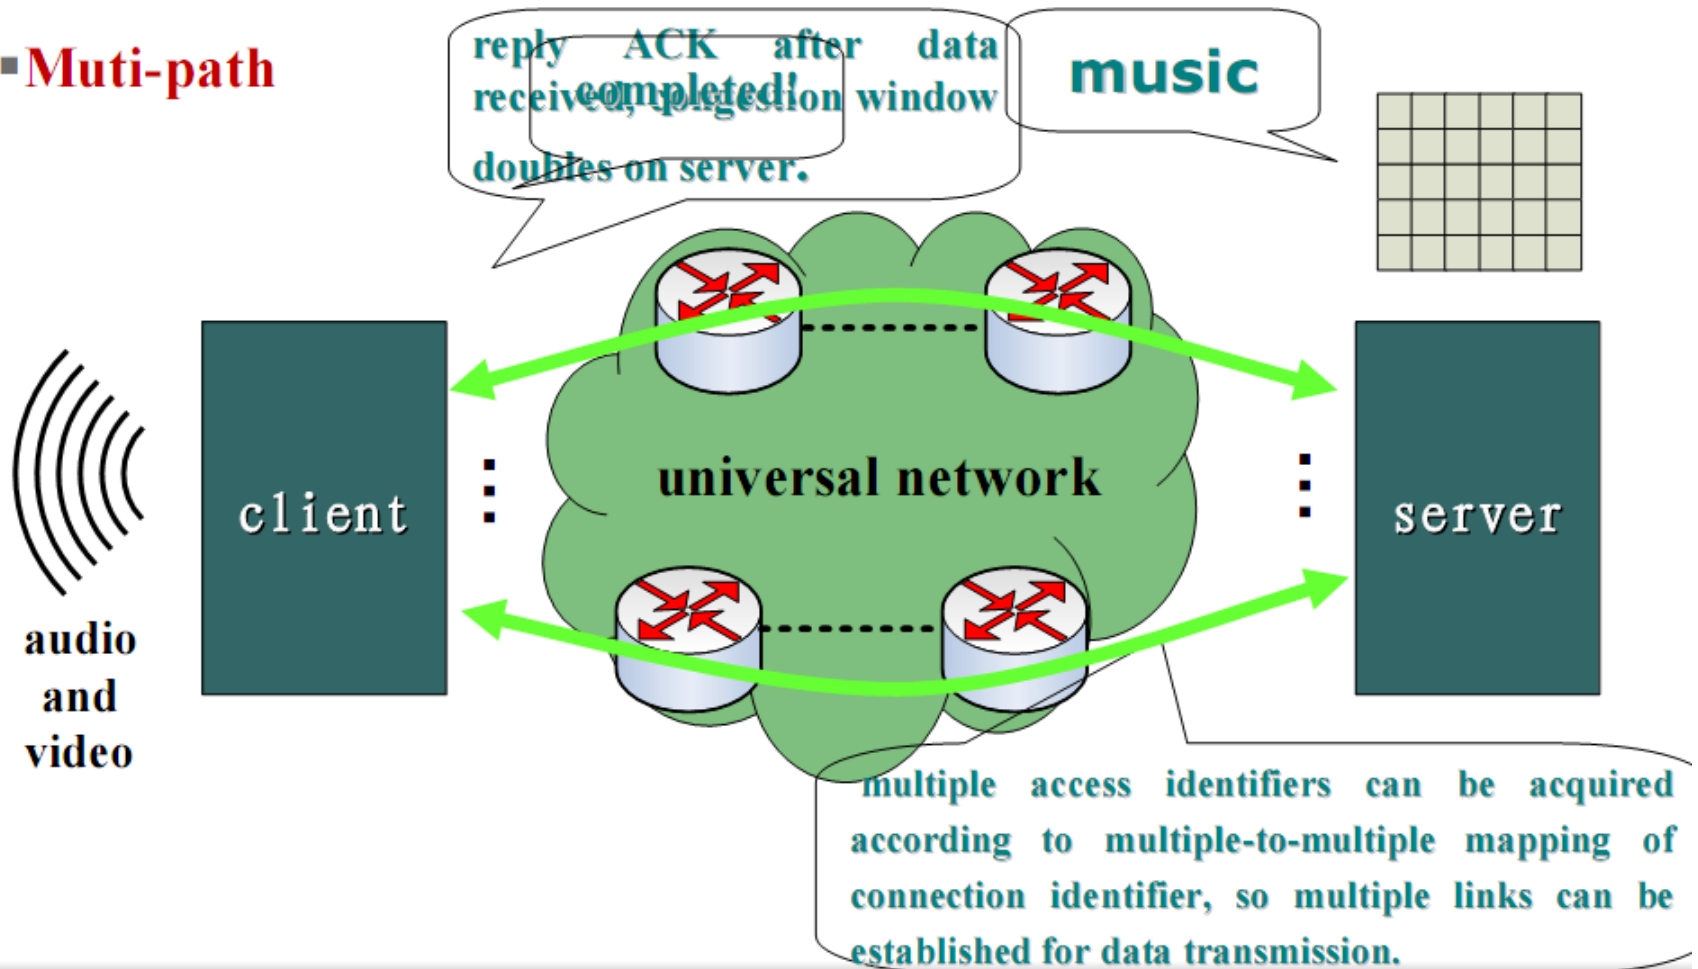 Muti-path
reply ACK after data
received, congestion window
doubles on server.
completed!
music
client
universal network
server
audio
and
video
multiple access identifiers can be acquired
according to multiple-to-multiple mapping of
connection identifier, so multiple links can be
established for data transmission.